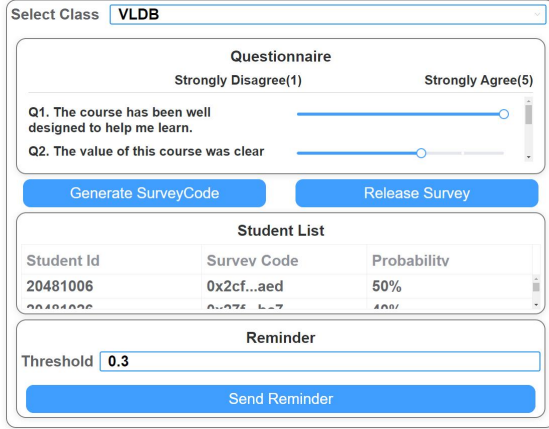 Select Class VLDB
Questionnaire
Strongly Disagree(1) Strongly Agree(5)
Q1. The course has been well
designed to help me learn.
Q2. The value of this course was clear
Generate SurveyCode Release Survey
Student List
Student Id Survey Code Probability
20481006 0x2cf...aed 50%
Reminder
Threshold 0.3
Send Reminder